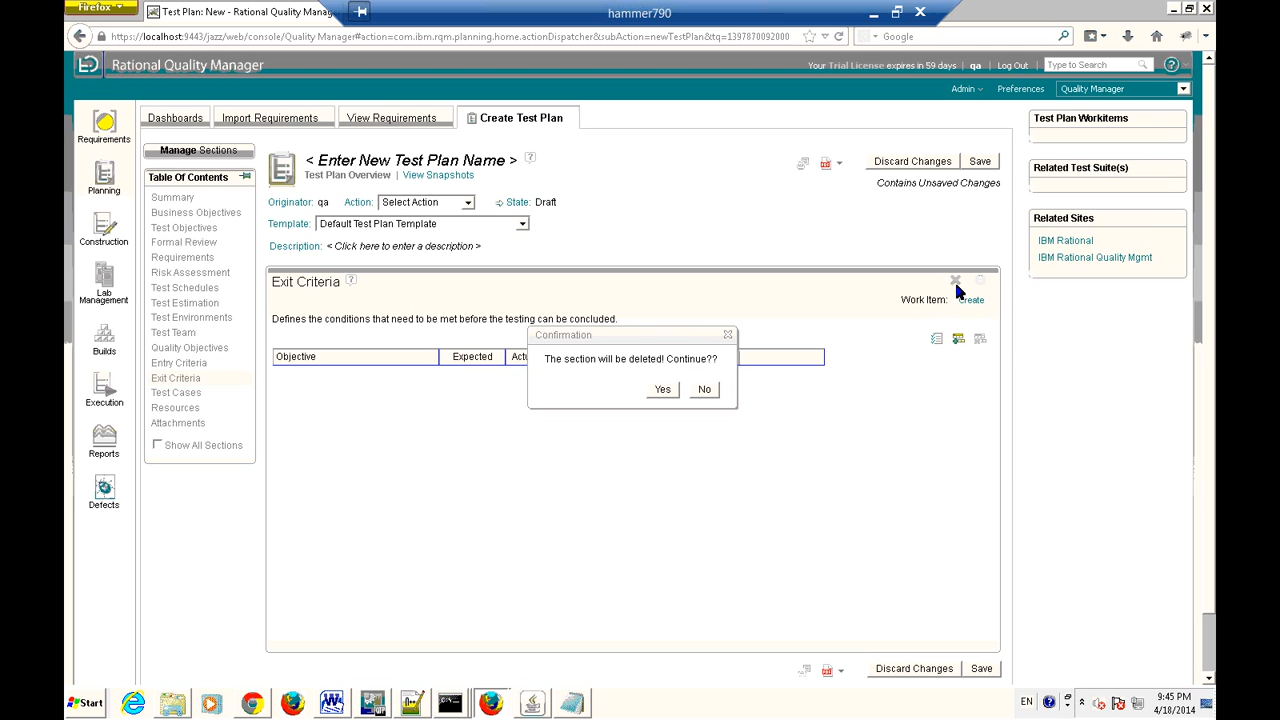 Firefox
Test Plan: New - Rational Quality Manag
hammer790
https://localhost:9443/jazz/web/console/Quality Manager#action=com.ibm.rqm.planning.home.actionDispatcher&subAction=newTestPlan&tq=1397870092000
Google
Rational Quality Manager
Your Trial License expires in 59 days
qa
Log Out
Type to Search
Admin
Preferences
Quality Manager
Dashboards
Import Requirements
View Requirements
Create Test Plan
Requirements
Planning
Construction
Lab
Management
Builds
Execution
Reports
Defects
Manage Sections
Table Of Contents
Summary
Business Objectives
Test Objectives
Formal Review
Requirements
Risk Assessment
Test Schedules
Test Estimation
Test Environments
Test Team
Quality Objectives
Entry Criteria
Exit Criteria
Test Cases
Resources
Attachments
Show All Sections
< Enter New Test Plan Name >
Test Plan Overview
View Snapshots
Discard Changes
Save
Contains Unsaved Changes
Originator: qa
Action: Select Action
State: Draft
Template: Default Test Plan Template
Description: < Click here to enter a description >
Exit Criteria
Work Item: Create
Defines the conditions that need to be met before the testing can be concluded.
Objective
Expected
Actu
Confirmation
The section will be deleted! Continue??
Yes
No
Discard Changes
Save
Test Plan Workitems
Related Test Suite(s)
Related Sites
IBM Rational
IBM Rational Quality Mgmt
Start
EN
9:45 PM
4/18/2014